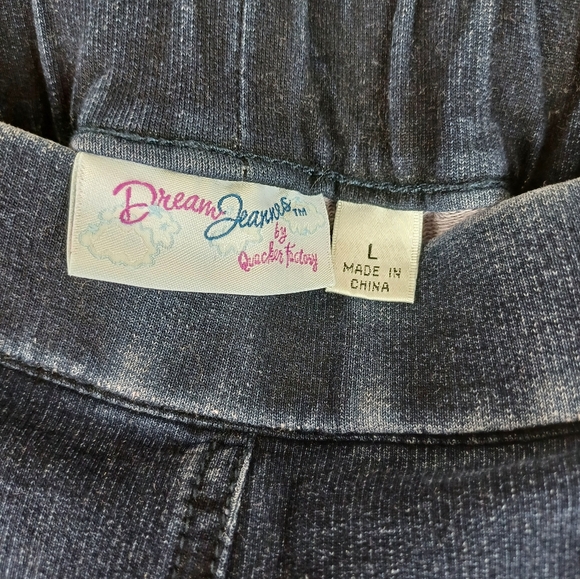 Dream Jeannes™
by
Quacker Factory
L
MADE IN
CHINA